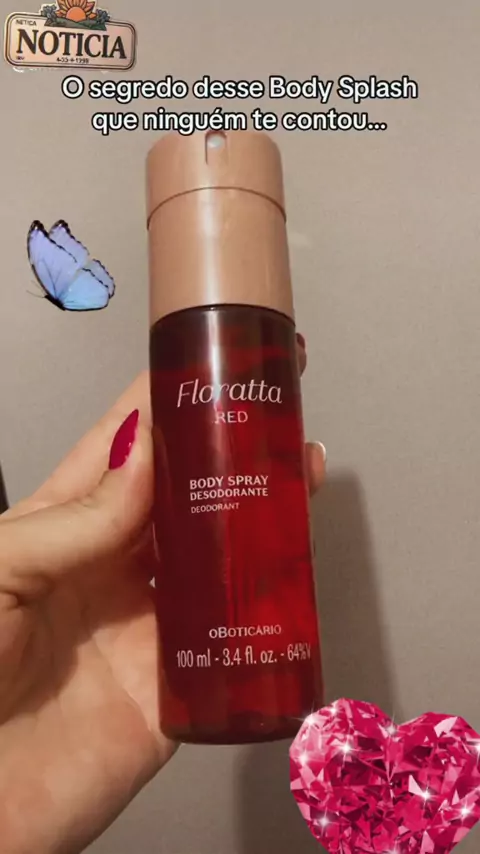 NOTICIA
O segredo desse Body Splash
que ninguém te contou...
Floratta
RED
BODY SPRAY
DESODORANTE
DEODORANT
oBOTICÁRIO
100 ml - 3.4 fl. oz. - 64%V